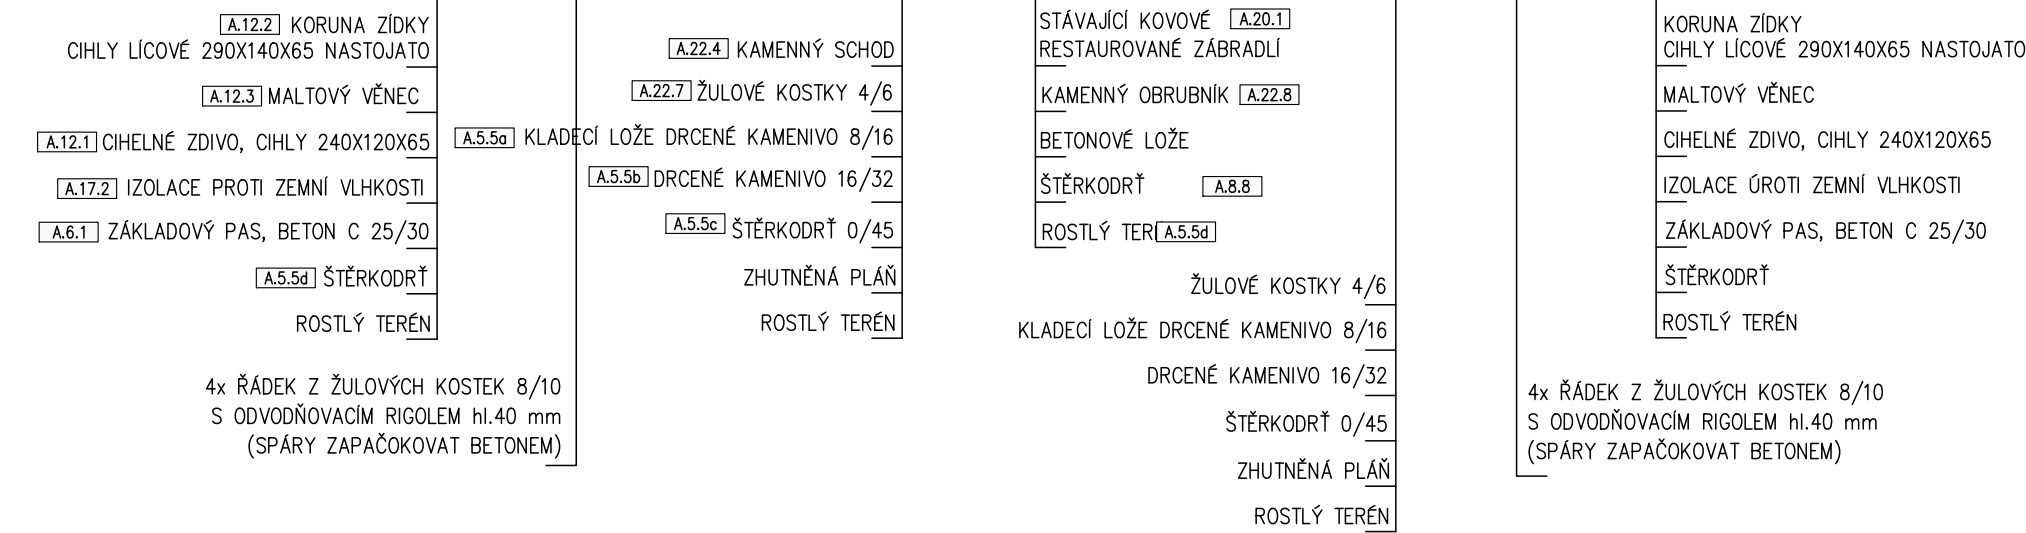 A.12.2 KORUNA ZÍDKY
CIHLY LÍCOVÉ 290X140X65 NASTOJATO
A.12.3 MALTOVÝ VĚNEC
A.12.1 CIHELNÉ ZDIVO, CIHLY 240X120X65
A.17.2 IZOLACE PROTI ZEMNÍ VLHKOSTI
A.6.1 ZÁKLADOVÝ PAS, BETON C 25/30
A.5.5d ŠTĚRKODRŤ
ROSTLÝ TERÉN
4x ŘÁDEK Z ŽULOVÝCH KOSTEK 8/10
S ODVODŇOVACÍM RIGOLEM hl.40 mm
(SPÁRY ZAPAČOKOVAT BETONEM)
A.22.4 KAMENNÝ SCHOD
A.22.7 ŽULOVÉ KOSTKY 4/6
A.5.5a KLADECÍ LOŽE DRCENÉ KAMENIVO 8/16
A.5.5b DRCENÉ KAMENIVO 16/32
A.5.5c ŠTĚRKODRŤ 0/45
ZHUTNĚNÁ PLÁŇ
ROSTLÝ TERÉN
STÁVAJÍCÍ KOVOVÉ A.20.1
RESTAUROVANÉ ZÁBRADLÍ
KAMENNÝ OBRUBNÍK A.22.8
BETONOVÉ LOŽE
ŠTĚRKODRŤ A.8.8
ROSTLÝ A.5.5d
ŽULOVÉ KOSTKY 4/6
KLADECÍ LOŽE DRCENÉ KAMENIVO 8/16
DRCENÉ KAMENIVO 16/32
ŠTĚRKODRŤ 0/45
ZHUTNĚNÁ PLÁŇ
ROSTLÝ TERÉN
KORUNA ZÍDKY
CIHLY LÍCOVÉ 290X140X65 NASTOJATO
MALTOVÝ VĚNEC
CIHELNÉ ZDIVO, CIHLY 240X120X65
IZOLACE ÚROTI ZEMNÍ VLHKOSTI
ZÁKLADOVÝ PAS, BETON C 25/30
ŠTĚRKODRŤ
ROSTLÝ TERÉN
4x ŘÁDEK Z ŽULOVÝCH KOSTEK 8/10
S ODVODŇOVACÍM RIGOLEM hl.40 mm
(SPÁRY ZAPAČOKOVAT BETONEM)